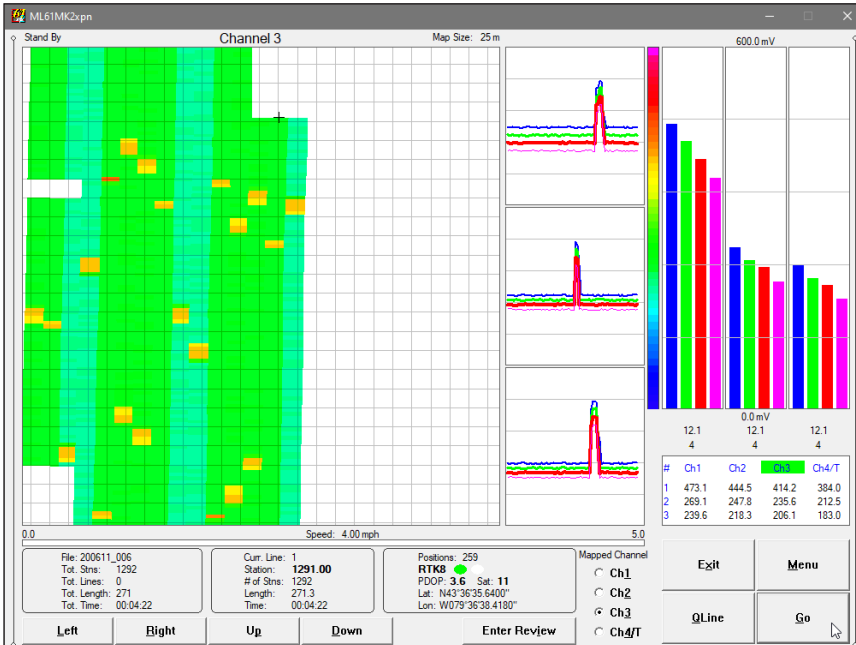 ML61MK2xpn
Stand By Channel 3 Map Size: 25 m
600.0 mV
0.0 mV
12.1 12.1 12.1
4 4 4
# Ch1 Ch2 Ch3 Ch4/T
1 473.1 444.5 414.2 384.0
2 269.1 247.8 235.6 212.5
3 239.6 218.3 206.1 183.0
0.0 Speed: 4.00 mph 5.0
File: 200611_006
Tot. Stns: 1292
Tot. Lines: 0
Tot. Length: 271
Tot. Time: 00:04:22
Curr. Line: 1
Station: 1291.00
# of Stns: 1292
Length: 271.3
Time: 00:04:22
Positions: 259
RTK8
PDOP: 3.6 Sat: 11
Lat: N43°36'35.6400"
Lon: W079°36'38.4180"
Mapped Channel
Ch1
Ch2
Ch3
Ch4/T
Exit Menu
QLine Go
Left Right Up Down Enter Review